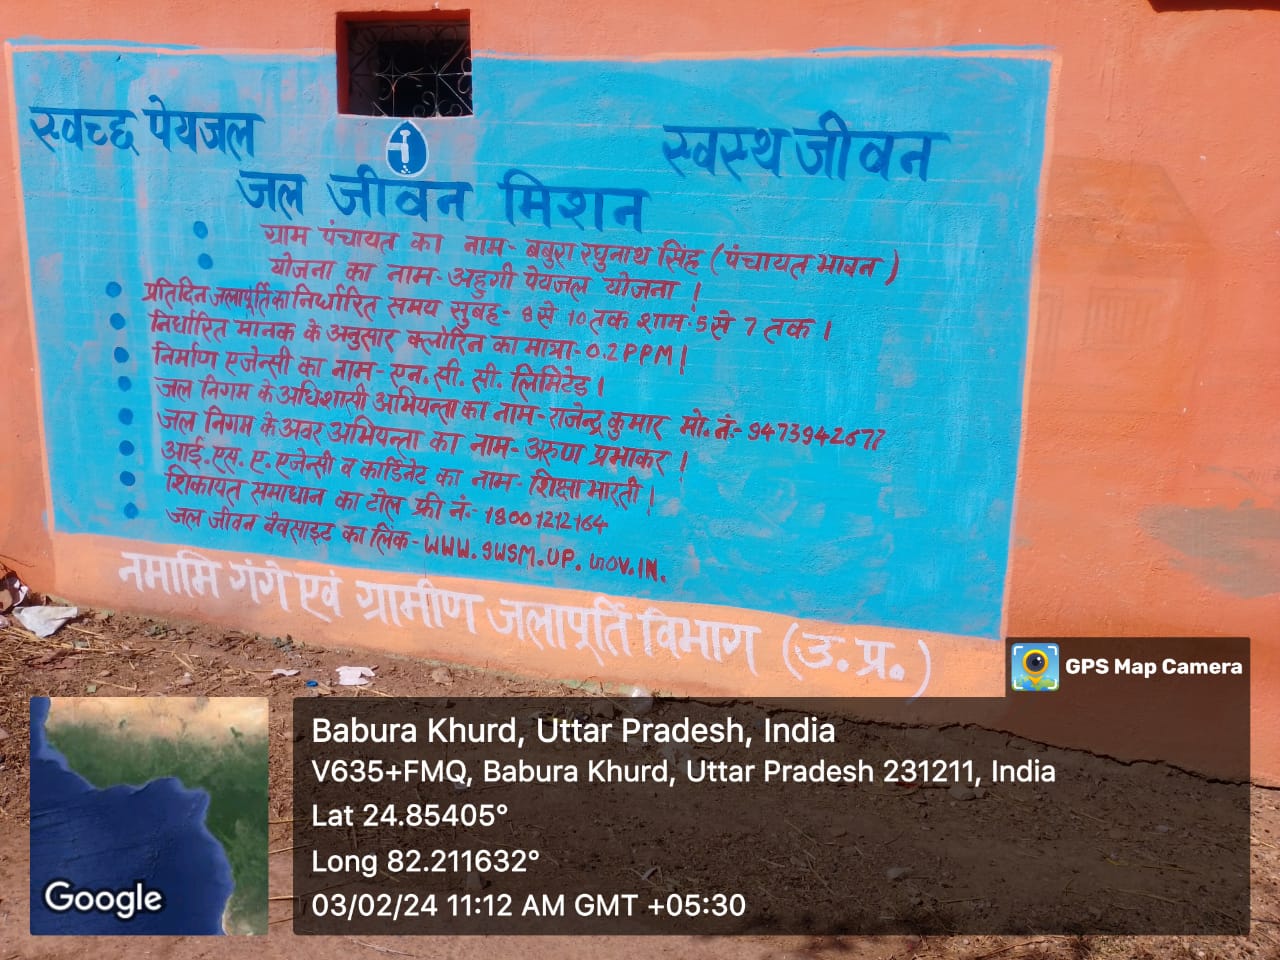 स्वच्छ पेयजल
स्वस्थ जीवन
जल जीवन मिशन
ग्राम पंचायत का नाम- बबुरा रघुनाथ सिंह (पंचायत भावन)
योजना का नाम- अहुगी पेयजल योजना।
प्रतिदिन जलापूर्ति का निर्धारित समय सुबह- 8 से 10 तक शाम- 5 से 7 तक।
निर्धारित मानक के अनुसार क्लोरिन का मात्रा- 0.2 PPM।
निर्माण एजेन्सी का नाम- एन. सी. सी. लिमिटेड।
जल निगम के अधिशासी अभियन्ता का नाम- राजेन्द्र कुमार मो. नं:- 9473942677
जल निगम के अवर अभियन्ता का नाम- अरुण प्रभाकर।
आई. एस. ए. एजेन्सी व कार्डिनेट का नाम- शिक्षा भारती।
शिकायत समाधान का टोल फ्री नं:- 18001212164
जल जीवन बेवसाइट का लिंक- WWW.SWSM.UP.GOV.IN.
नमामि गंगे एवं ग्रामीण जलापूर्ति विभाग (उ.प्र.)
GPS Map Camera
Babura Khurd, Uttar Pradesh, India
V635+FMQ, Babura Khurd, Uttar Pradesh 231211, India
Lat 24.85405°
Long 82.211632°
03/02/24 11:12 AM GMT +05:30
Google